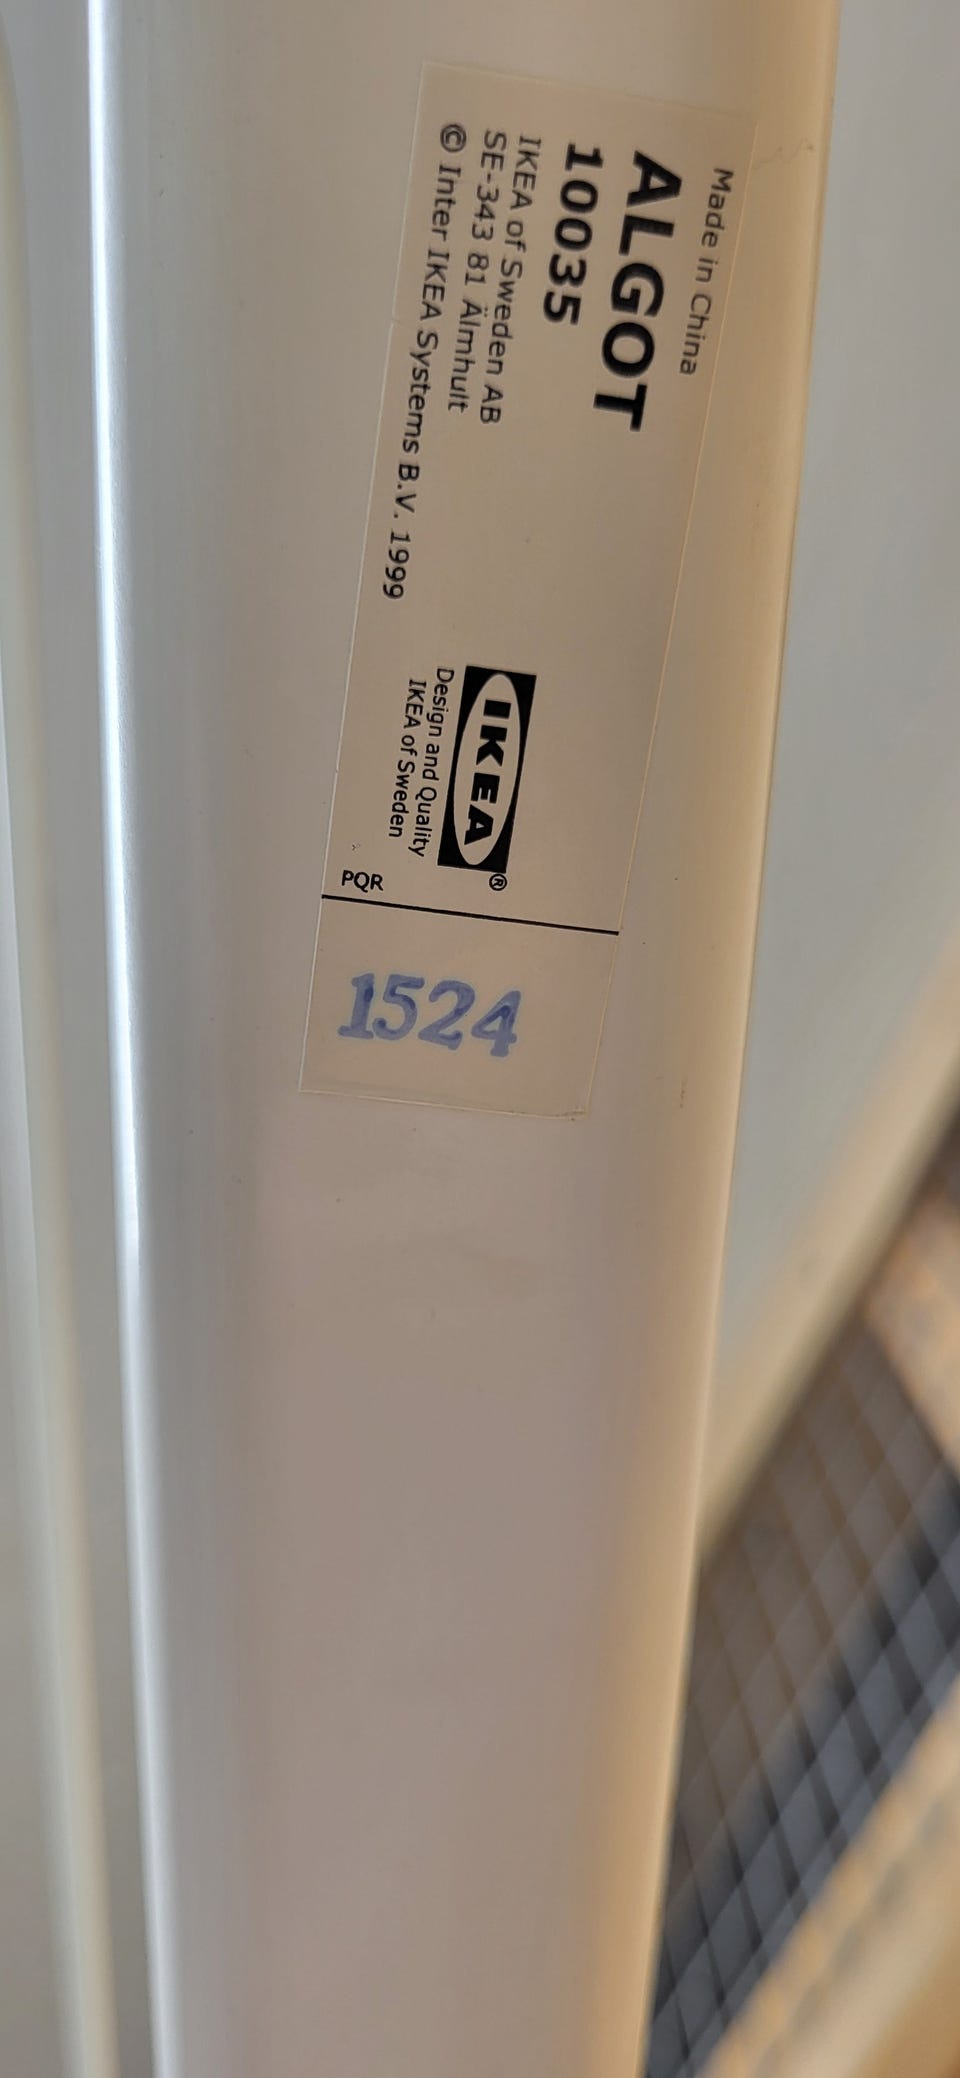 Made in China
ALGOT
10035
IKEA of Sweden AB
SE-343 81 Älmhult
© Inter IKEA Systems B.V. 1999
IKEA®
Design and Quality
IKEA of Sweden
PQR
1524